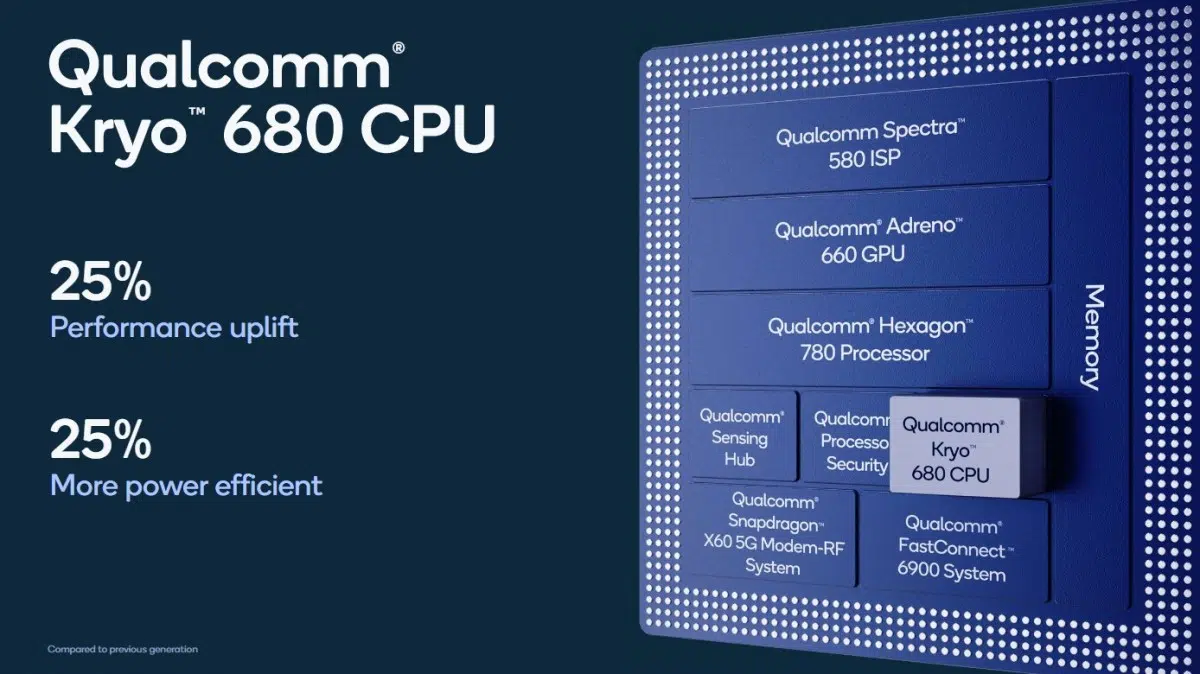 Qualcomm®
Kryo™ 680 CPU
25%
Performance uplift
25%
More power efficient
Compared to previous generation
Qualcomm Spectra™
580 ISP
Qualcomm® Adreno™
660 GPU
Qualcomm® Hexagon™
780 Processor
Memory
Qualcomm®
Sensing
Hub
Security
Qualcomm®
Kryo™
680 CPU
Qualcomm®
Snapdragon™
X60 5G Modem-RF
System
Qualcomm®
FastConnect™
6900 System